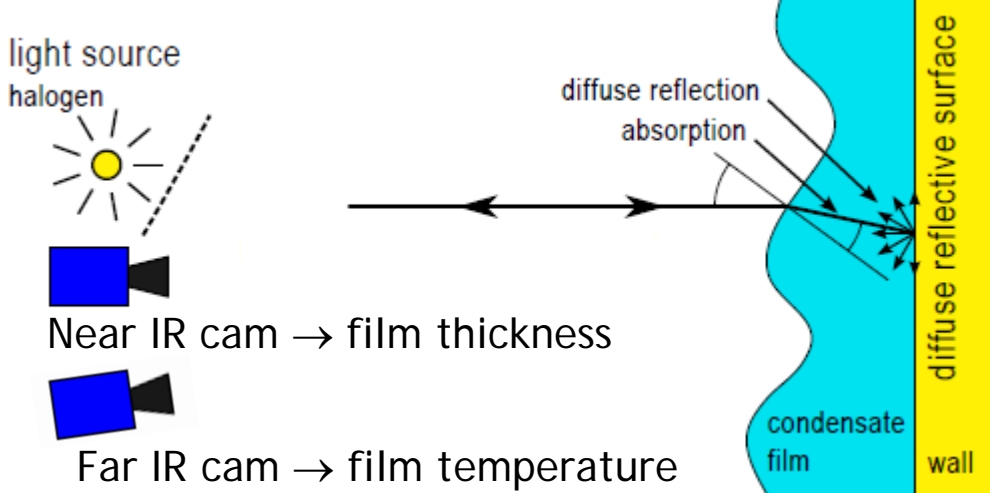 light source
halogen
diffuse reflection
absorption
diffuse reflective surface
Near IR cam → film thickness
condensate
film
wall
Far IR cam → film temperature